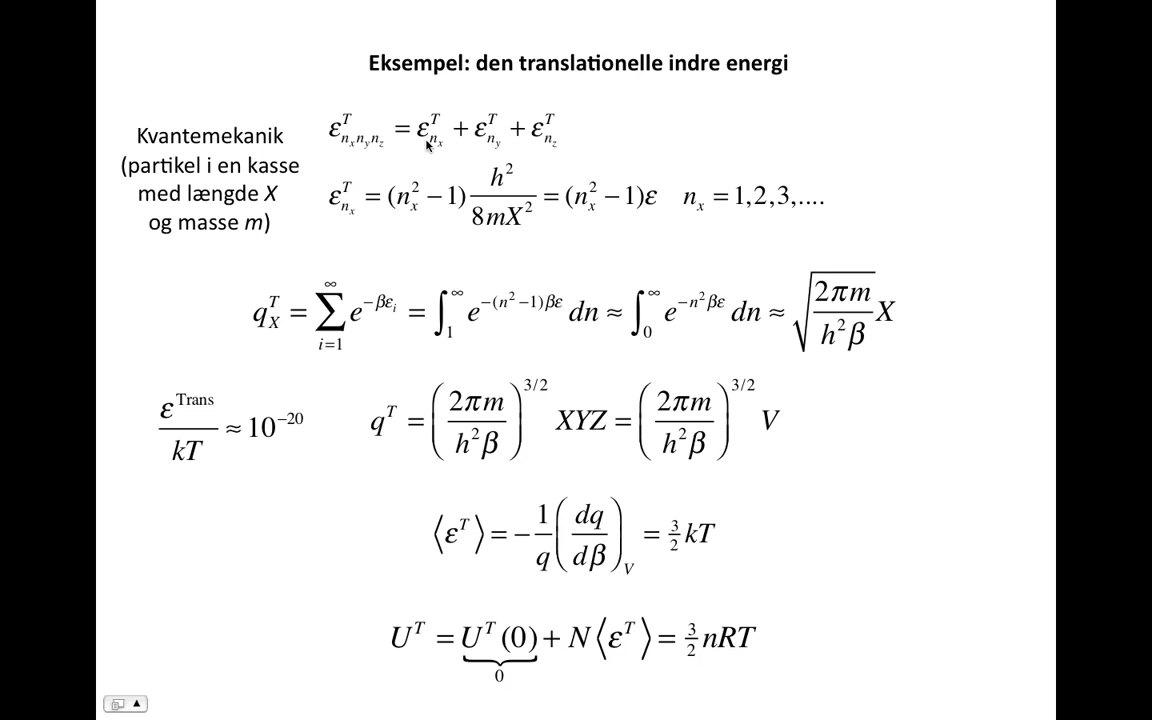 Eksempel: den translationelle indre energi
Kvantemekanik
(partikel i en kasse
med længde X
og masse m)
ε^T_{n_x n_y n_z} = ε^T_{n_x} + ε^T_{n_y} + ε^T_{n_z}
ε^T_{n_x} = (n_x^2 − 1) h^2 / 8mX^2 = (n_x^2 − 1)ε n_x = 1,2,3,....
q^T_X = ∑_{i=1}^{∞} e^{−βε_i} = ∫_1^∞ e^{−(n^2−1)βε} dn ≈ ∫_0^∞ e^{−n^2βε} dn ≈ √(2πm / h^2β) X
ε^{Trans} / kT ≈ 10^{−20}
q^T = (2πm / h^2β)^{3/2} XYZ = (2πm / h^2β)^{3/2} V
⟨ε^T⟩ = − 1/q (dq / dβ)_V = 3/2 kT
U^T = U^T(0) + N⟨ε^T⟩ = 3/2 nRT
0